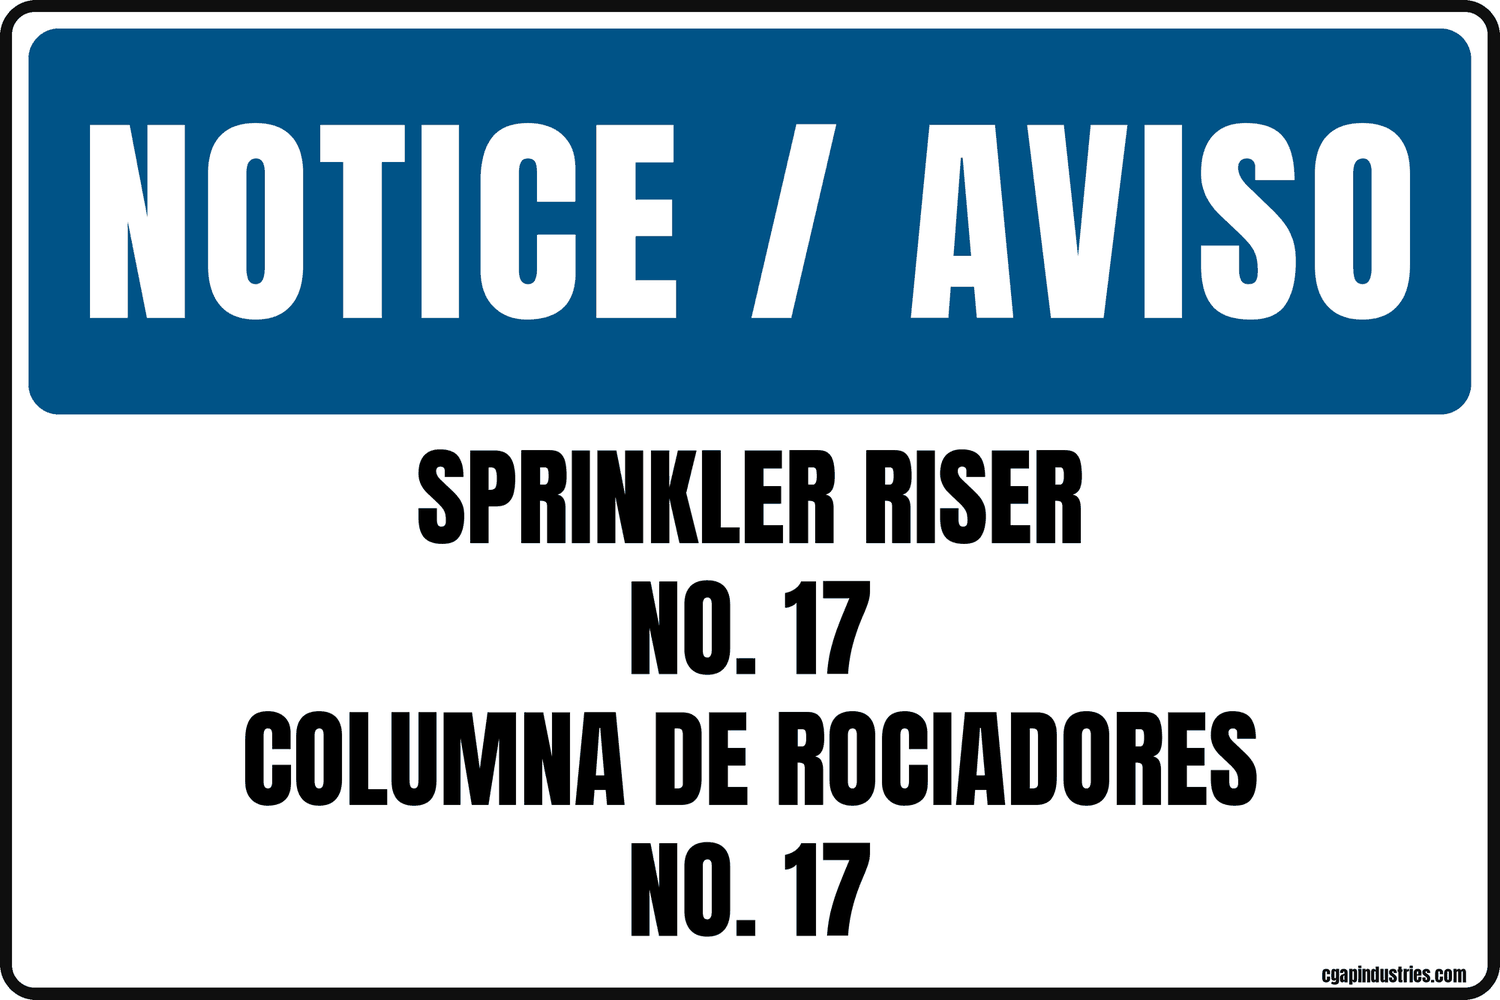 NOTICE / AVISO
SPRINKLER RISER
NO. 17
COLUMNA DE ROCIADORES
NO. 17
cgapindustries.com